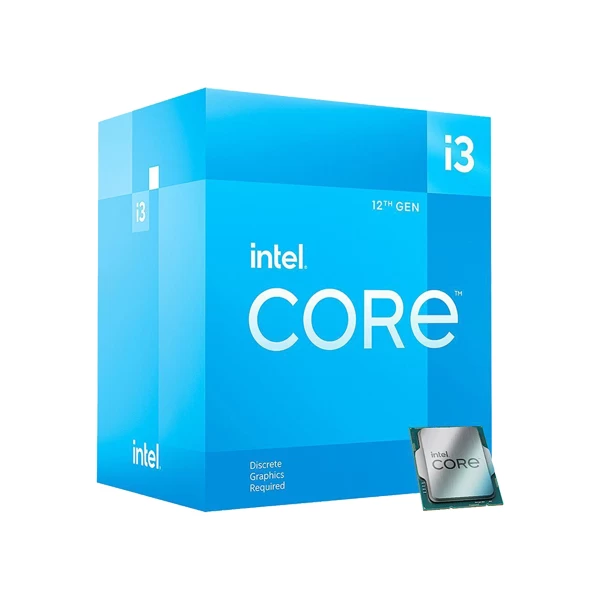 i3
12TH GEN
intel.
CORE™
Discrete
Graphics
Required
i3
intel.
intel
CORE